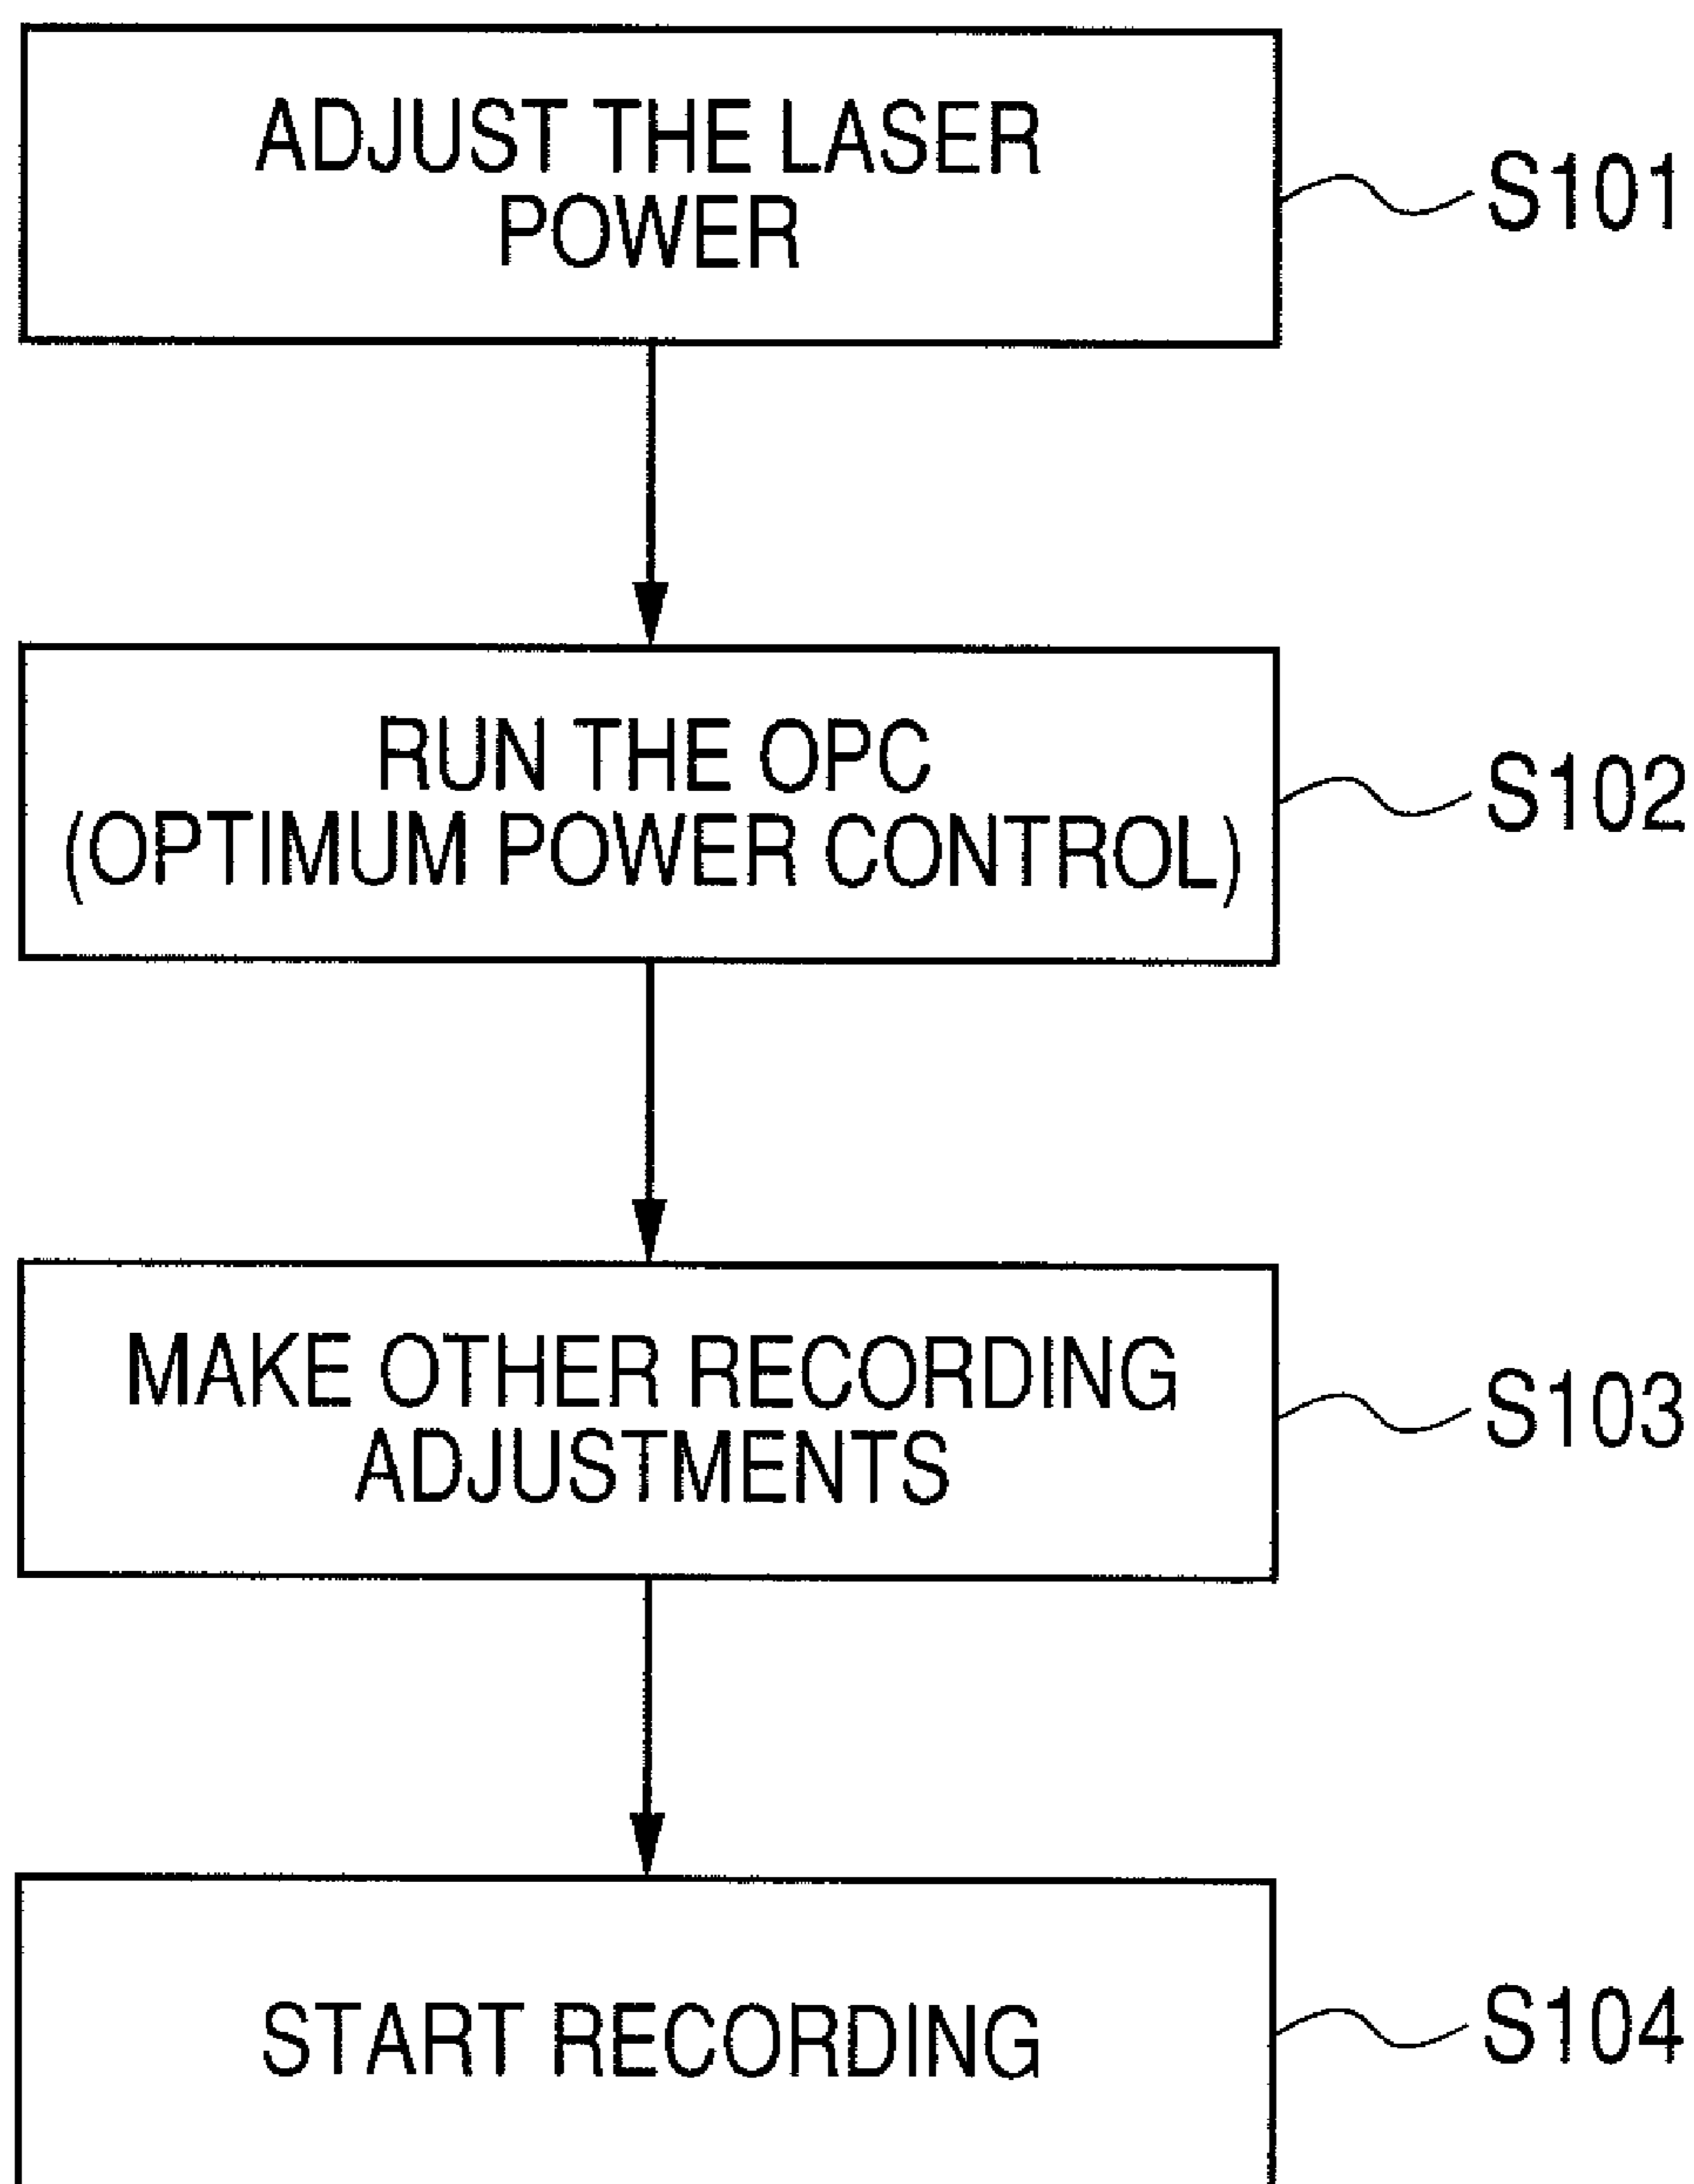 ADJUST THE LASER
POWER
S101
RUN THE OPC
(OPTIMUM POWER CONTROL)
S102
MAKE OTHER RECORDING
ADJUSTMENTS
S103
START RECORDING
S104